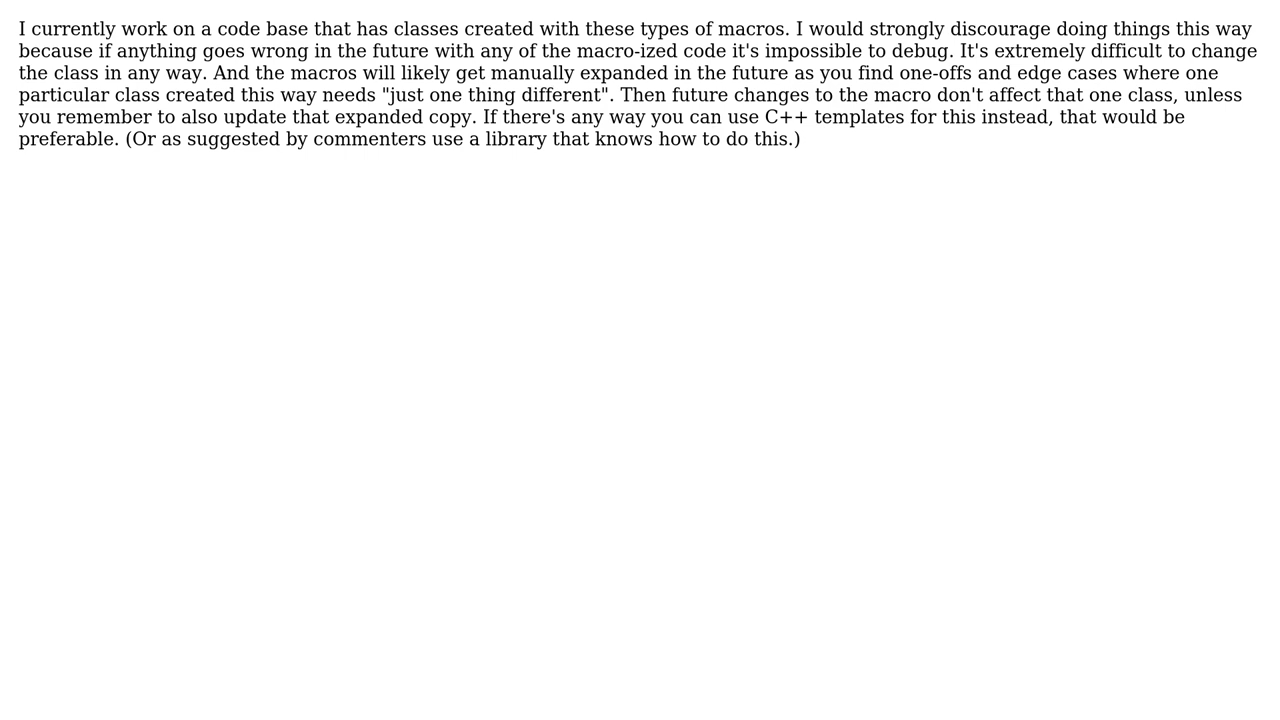 I currently work on a code base that has classes created with these types of macros. I would strongly discourage doing things this way
because if anything goes wrong in the future with any of the macro-ized code it's impossible to debug. It's extremely difficult to change
the class in any way. And the macros will likely get manually expanded in the future as you find one-offs and edge cases where one
particular class created this way needs "just one thing different". Then future changes to the macro don't affect that one class, unless
you remember to also update that expanded copy. If there's any way you can use C++ templates for this instead, that would be
preferable. (Or as suggested by commenters use a library that knows how to do this.)